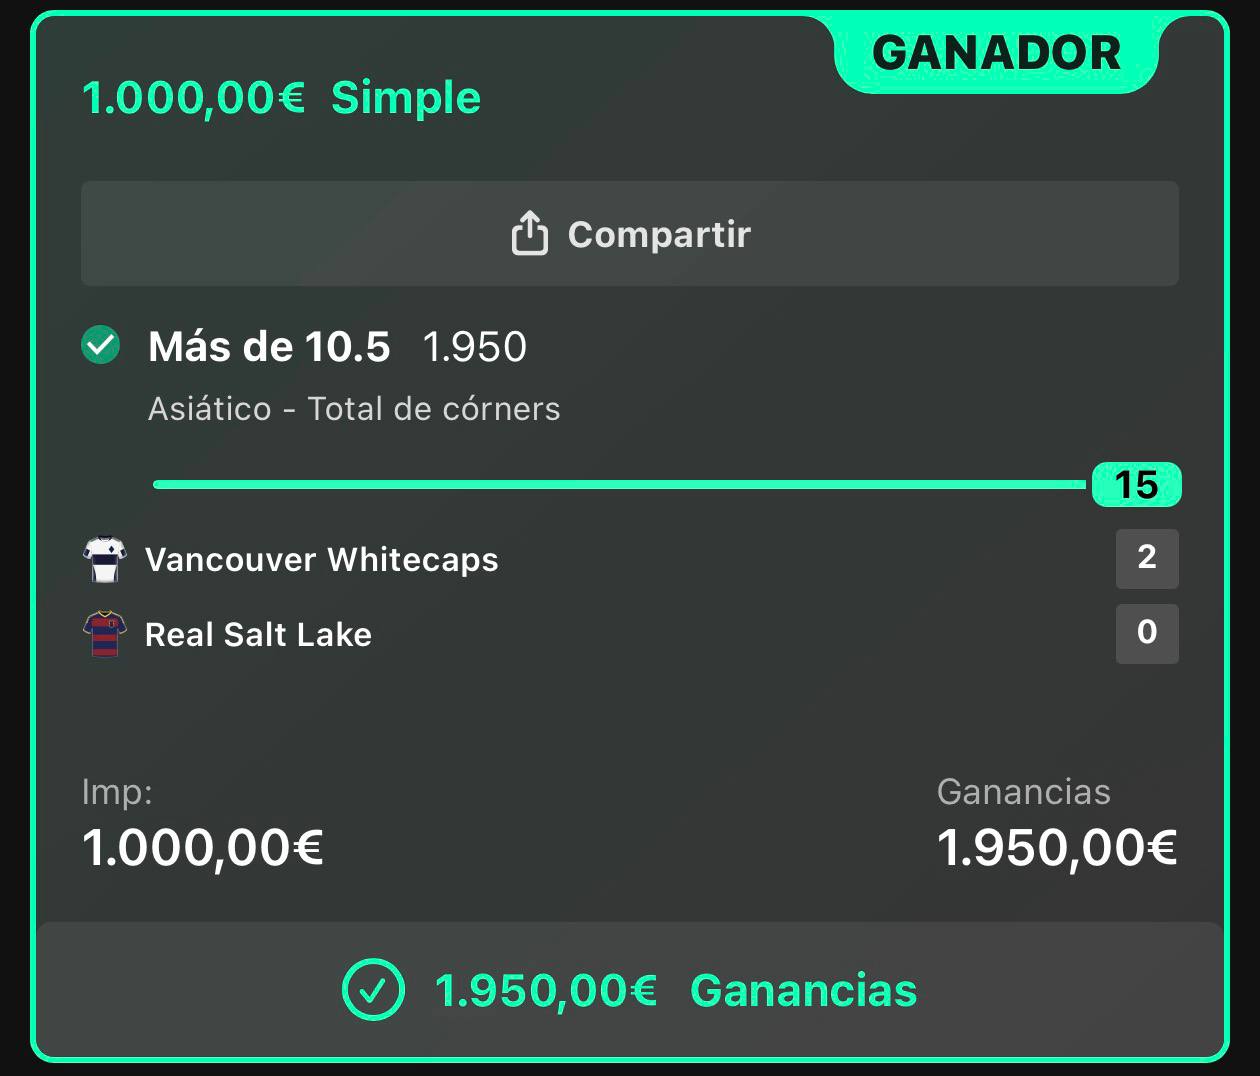 GANADOR
1.000,00€ Simple
Compartir
Más de 10.5 1.950
Asiático - Total de córners
15
Vancouver Whitecaps 2
Real Salt Lake 0
Imp: Ganancias
1.000,00€ 1.950,00€
1.950,00€ Ganancias